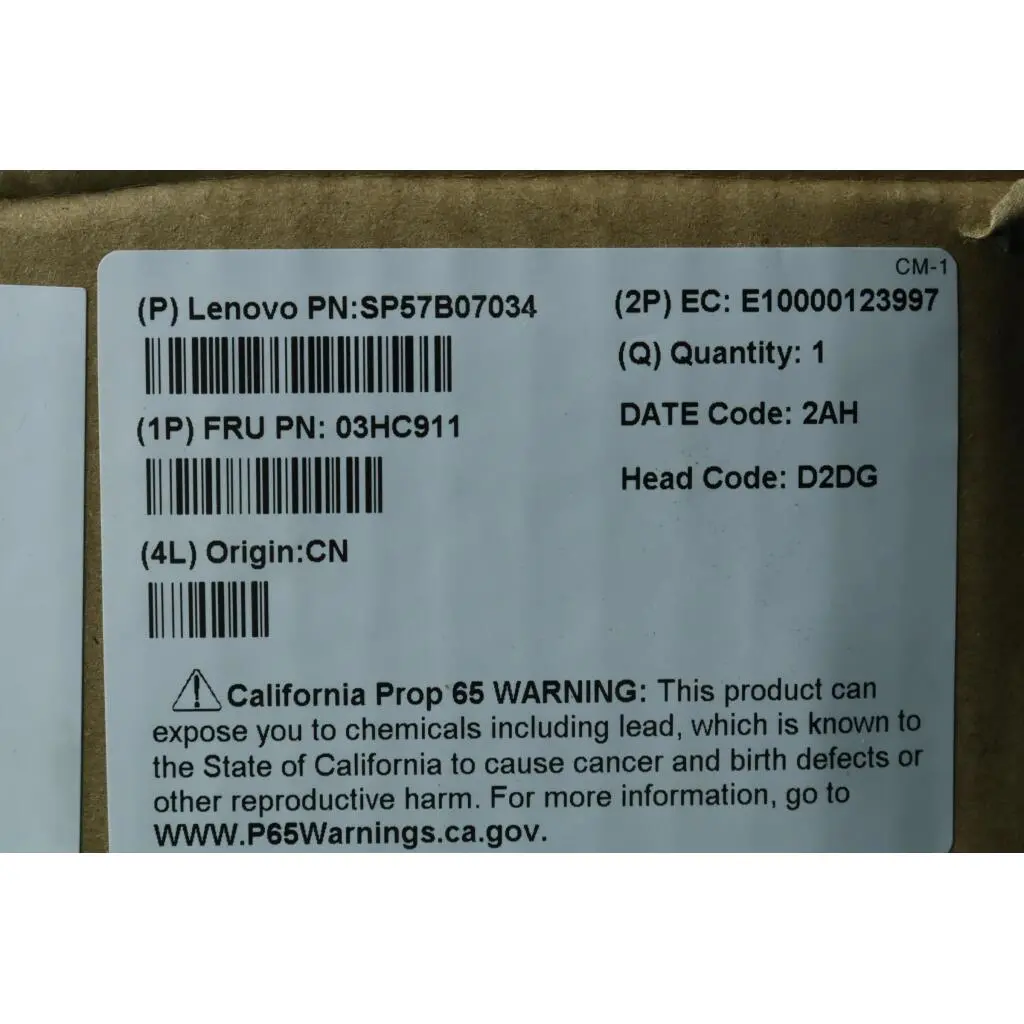 CM-1
(P) Lenovo PN:SP57B07034
(2P) EC: E10000123997
(Q) Quantity: 1
(1P) FRU PN: 03HC911
DATE Code: 2AH
Head Code: D2DG
(4L) Origin:CN
California Prop 65 WARNING: This product can
expose you to chemicals including lead, which is known to
the State of California to cause cancer and birth defects or
other reproductive harm. For more information, go to
WWW.P65Warnings.ca.gov.